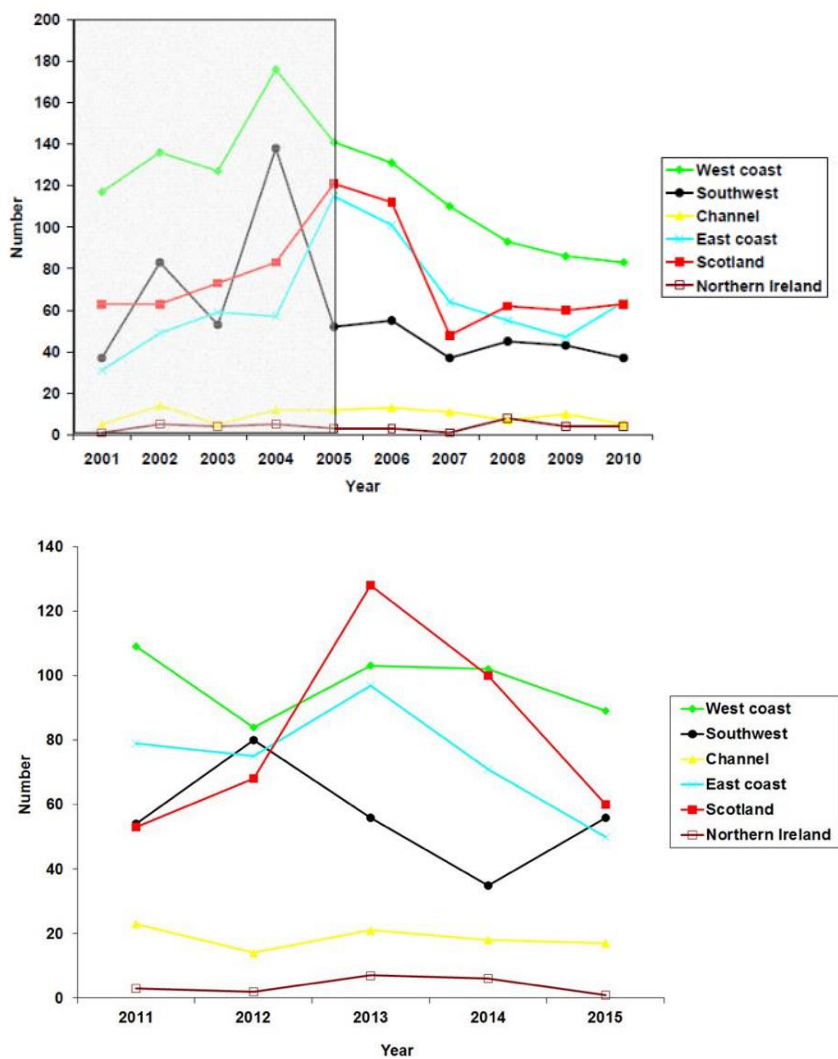 200
180
160
140
120
100
80
60
40
20
0
Number
2001 2002 2003 2004 2005 2006 2007 2008 2009 2010
Year
West coast
Southwest
Channel
East coast
Scotland
Northern Ireland
140
120
100
80
60
40
20
0
Number
2011 2012 2013 2014 2015
Year
West coast
Southwest
Channel
East coast
Scotland
Northern Ireland